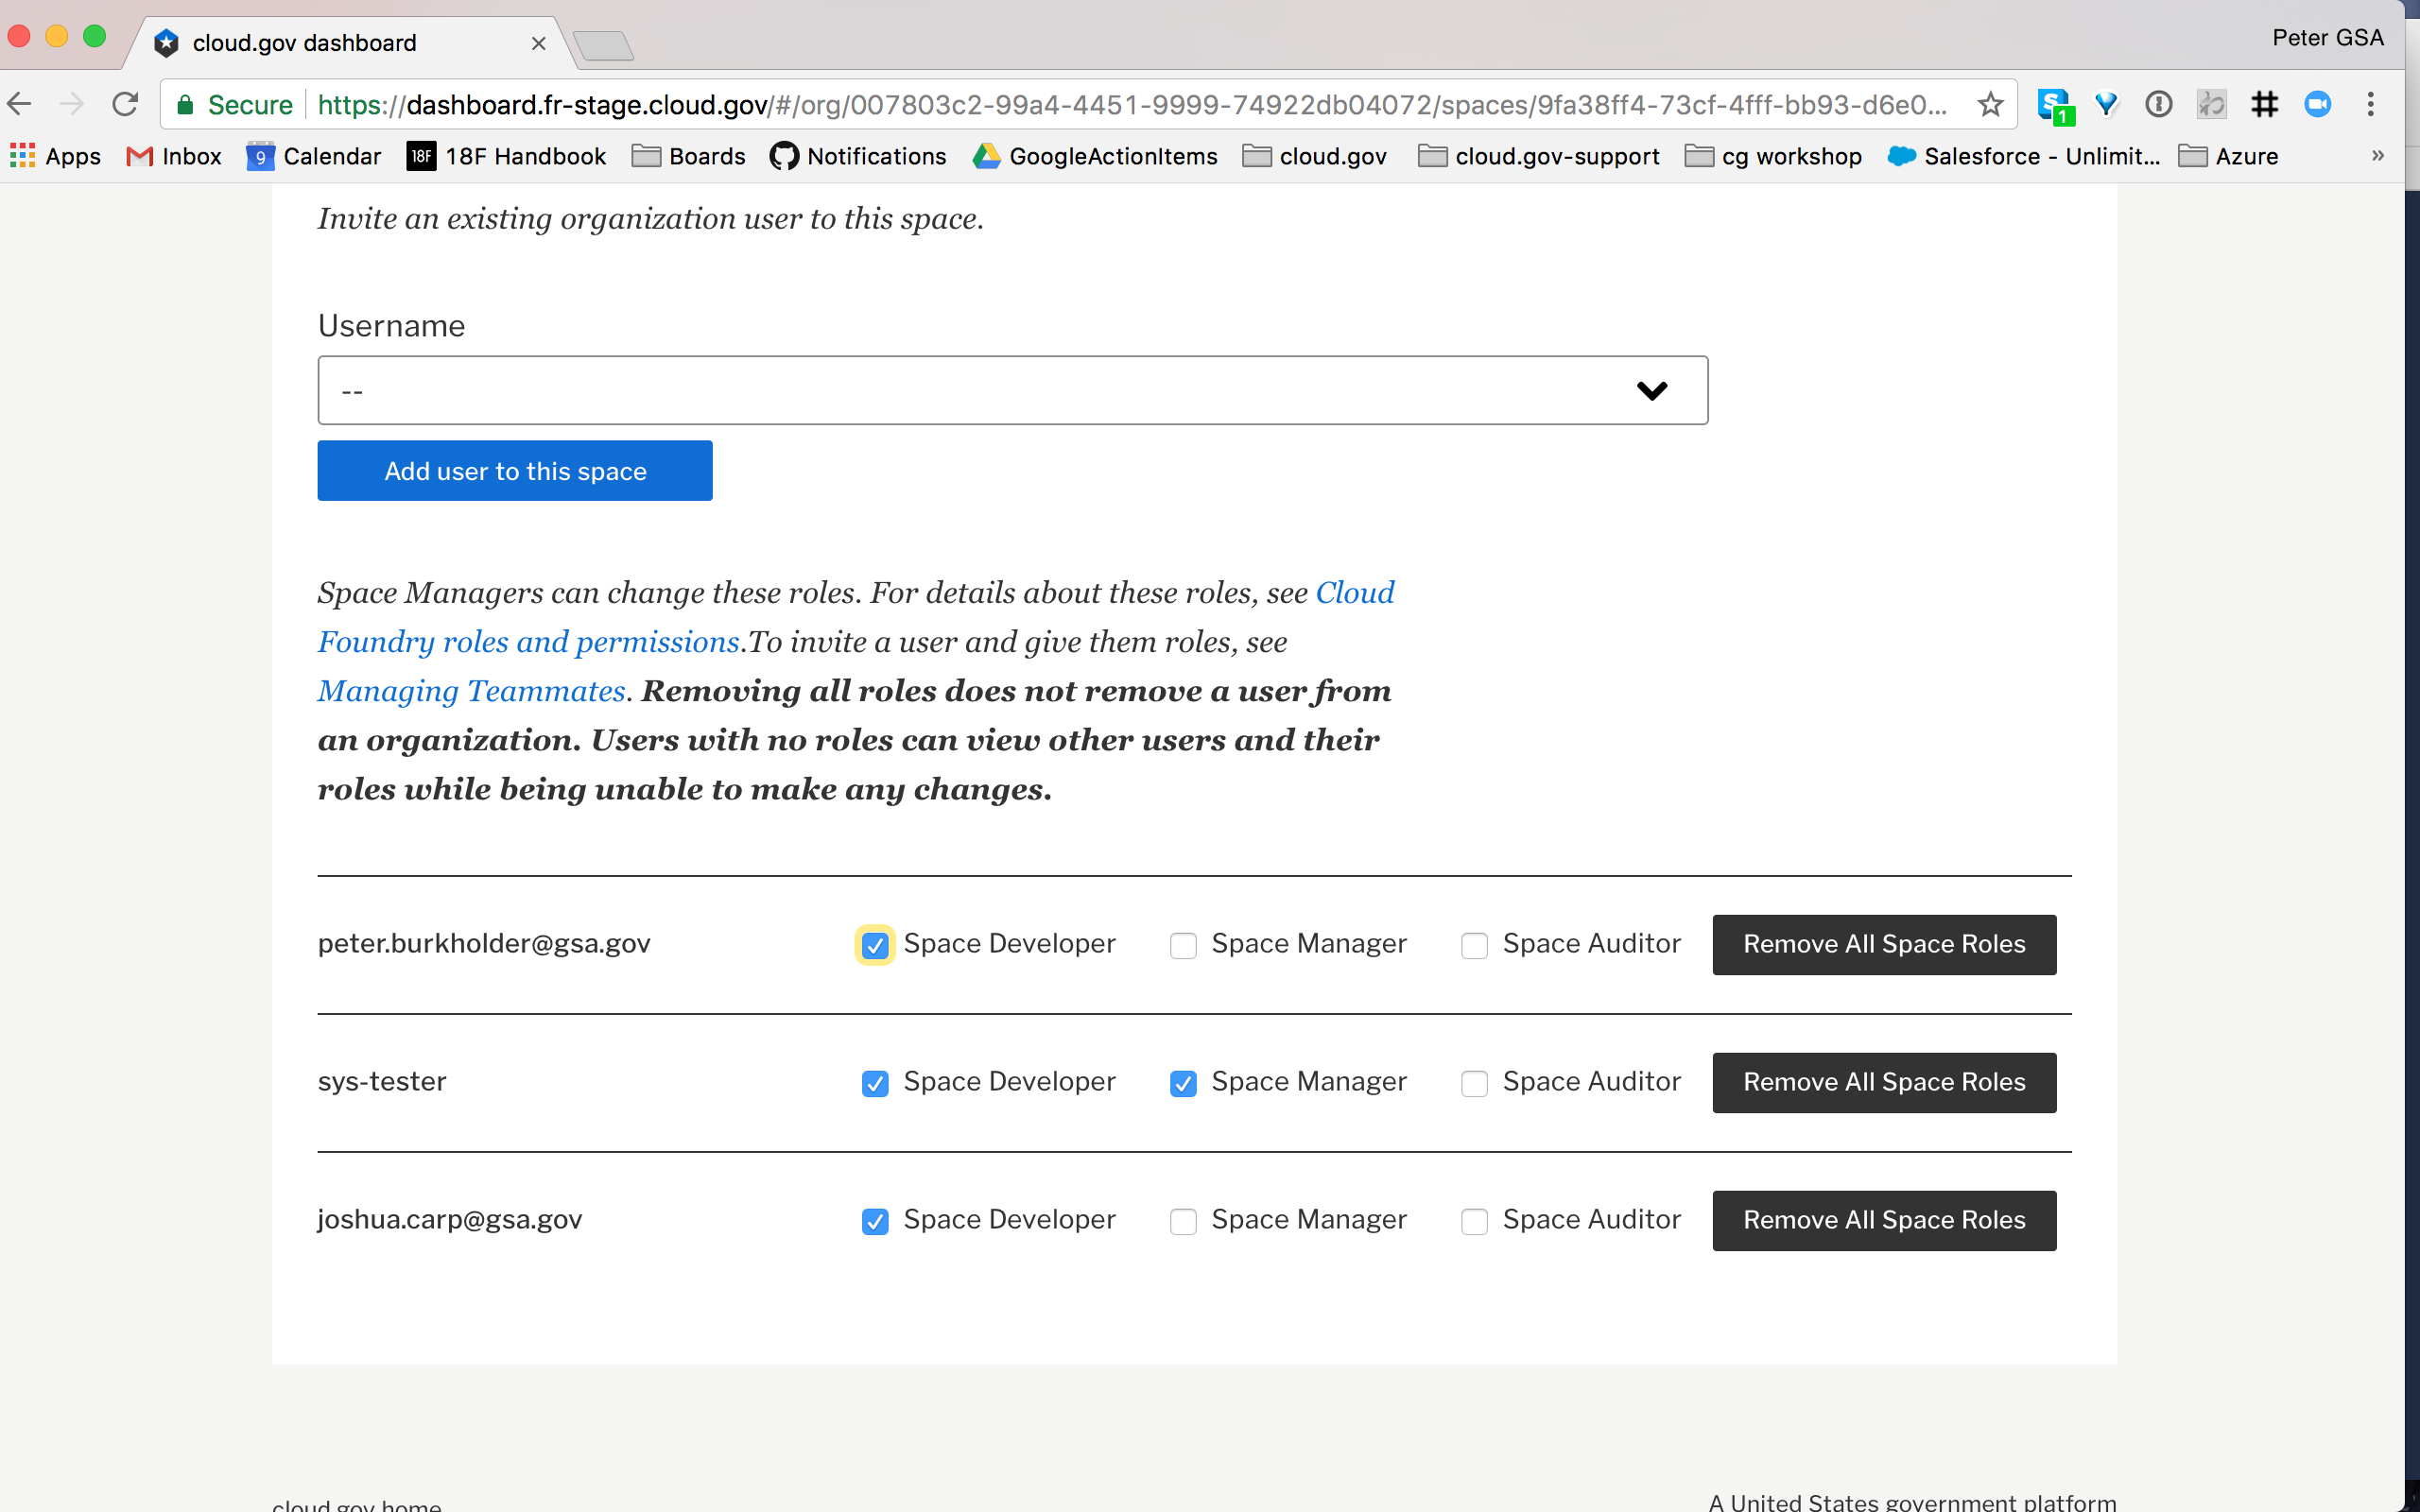 cloud.gov dashboard
Peter GSA
Secure https://dashboard.fr-stage.cloud.gov/#/org/007803c2-99a4-4451-9999-74922db04072/spaces/9fa38ff4-73cf-4fff-bb93-d6e0...
1
Apps Inbox 9 Calendar 18F 18F Handbook Boards Notifications GoogleActionItems cloud.gov cloud.gov-support cg workshop Salesforce - Unlimit... Azure »
Invite an existing organization user to this space.
Username
--
Add user to this space
Space Managers can change these roles. For details about these roles, see Cloud
Foundry roles and permissions.To invite a user and give them roles, see
Managing Teammates. Removing all roles does not remove a user from
an organization. Users with no roles can view other users and their
roles while being unable to make any changes.
peter.burkholder@gsa.gov Space Developer Space Manager Space Auditor Remove All Space Roles
sys-tester Space Developer Space Manager Space Auditor Remove All Space Roles
joshua.carp@gsa.gov Space Developer Space Manager Space Auditor Remove All Space Roles
cloud.gov home
A United States government platform